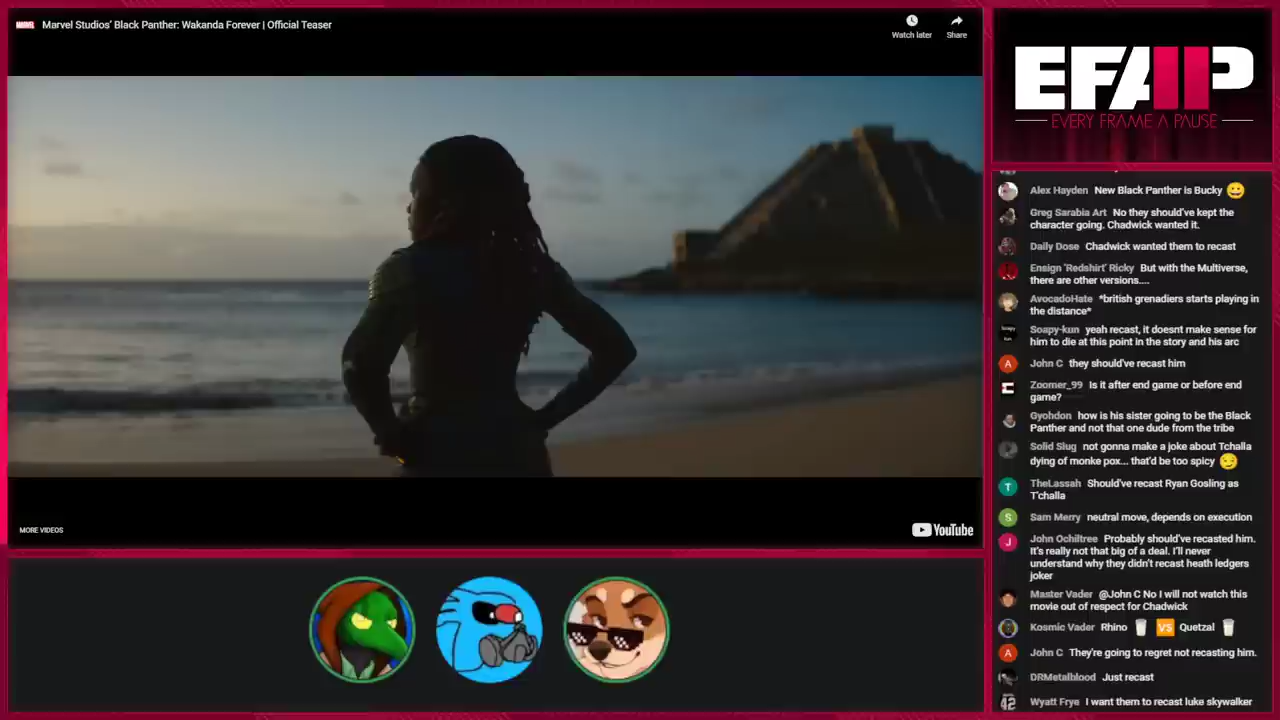 MARVEL Marvel Studios' Black Panther: Wakanda Forever | Official Teaser
Watch later
Share
MORE VIDEOS
YouTube
EFAP
EVERY FRAME A PAUSE
Alex Hayden New Black Panther is Bucky 😀
Greg Sarabia Art No they should've kept the
character going. Chadwick wanted it.
Daily Dose Chadwick wanted them to recast
Ensign 'Redshirt' Ricky But with the Multiverse,
there are other versions....
AvocadoHate *british grenadiers starts playing in
the distance*
Soapy-kun yeah recast, it doesnt make sense for
him to die at this point in the story and his arc
A John C they should've recast him
Zoomer_99 Is it after end game or before end
game?
Gyohdon how is his sister going to be the Black
Panther and not that one dude from the tribe
Solid Slug not gonna make a joke about Tchalla
dying of monke pox... that'd be too spicy 😏
T TheLassah Should've recast Ryan Gosling as
T'challa
S Sam Merry neutral move, depends on execution
J John Ochiltree Probably should've recasted him.
It's really not that big of a deal. I'll never
understand why they didn't recast heath ledgers
joker
Master Vader @John C No I will not watch this
movie out of respect for Chadwick
Kosmic Vader Rhino 🥛 🆚 Quetzal 🥛
A John C They're going to regret not recasting him.
DRMetalblood Just recast
42 Wyatt Frye I want them to recast luke skywalker